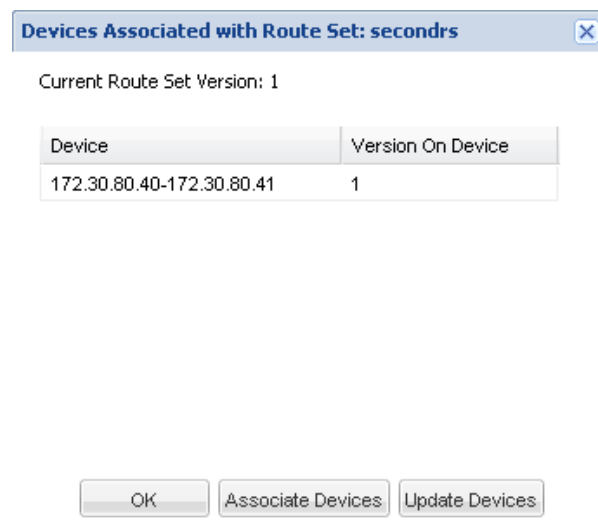 Devices Associated with Route Set: secondrs
Current Route Set Version: 1
Device Version On Device
172.30.80.40-172.30.80.41 1
OK Associate Devices Update Devices